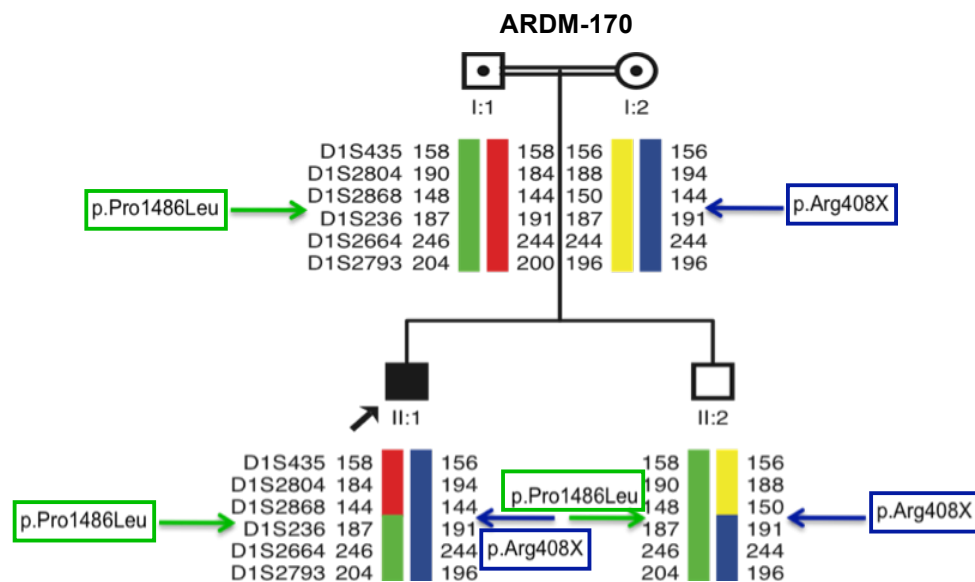 ARDM-170
I:1 I:2
D1S435 158 158 156 156
D1S2804 190 184 188 194
D1S2868 148 144 150 144
D1S236 187 191 187 191
D1S2664 246 244 244 244
D1S2793 204 200 196 196
p.Pro1486Leu
p.Arg408X
II:1 II:2
D1S435 158 156 158 156
D1S2804 184 194 190 188
D1S2868 144 144 148 150
D1S236 187 191 187 191
D1S2664 246 244 246 244
D1S2793 204 196 204 196
p.Pro1486Leu
p.Pro1486Leu
p.Arg408X
p.Arg408X